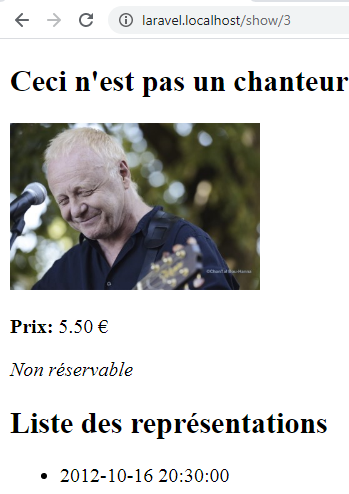 laravel.localhost/show/3
Ceci n'est pas un chanteur
Prix: 5.50 €
Non réservable
Liste des représentations
2012-10-16 20:30:00